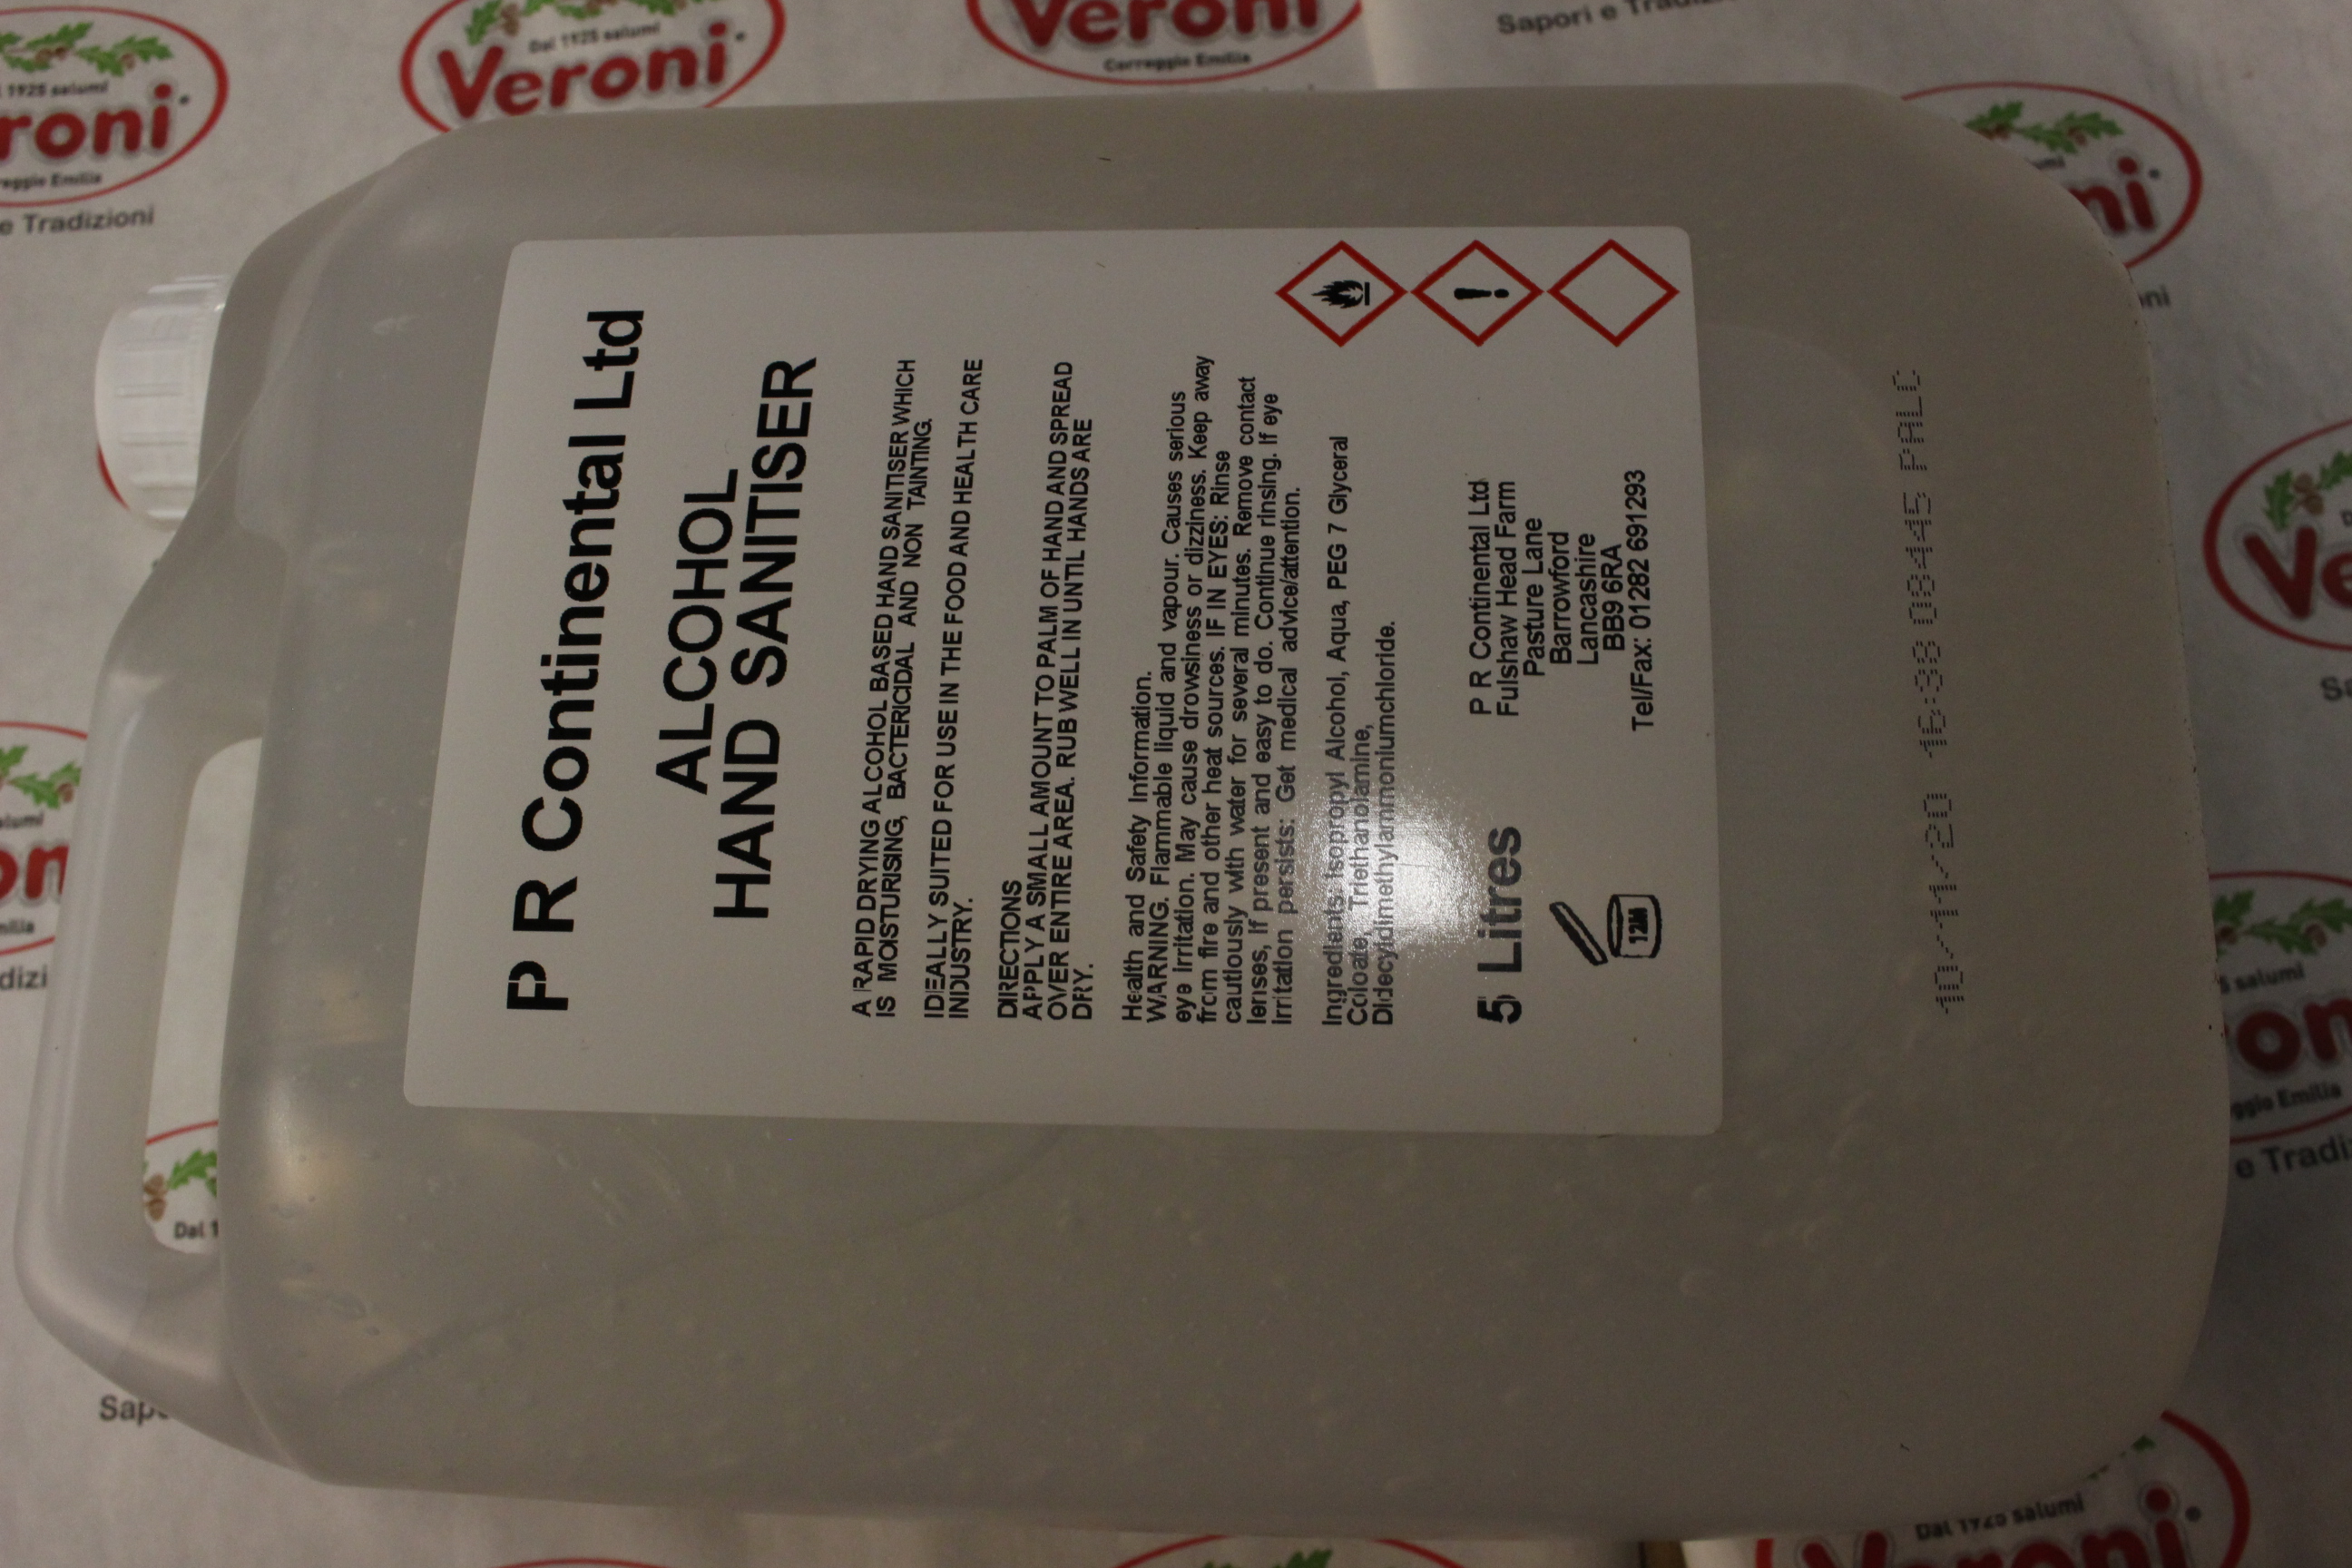 P R Continental Ltd
ALCOHOL
HAND SANITISER
A RAPID DRYING ALCOHOL BASED HAND SANITISER WHICH
IS MOISTURISING, BACTERICIDAL AND NON TAINTING.
IDEALLY SUITED FOR USE IN THE FOOD AND HEALTH CARE
INDUSTRY.
DIRECTIONS
APPLY A SMALL AMOUNT TO PALM OF HAND AND SPREAD
OVER ENTIRE AREA. RUB WELL IN UNTIL HANDS ARE
DRY.
Health and Safety Information.
WARNING. Flammable liquid and vapour. Causes serious
eye irritation. May cause drowsiness or dizziness. Keep away
from fire and other heat sources. IF IN EYES: Rinse
cautiously with water for several minutes. Remove contact
lenses, if present and easy to do. Continue rinsing. If eye
irritation persists: Get medical advice/attention.
Ingredients: Isopropyl Alcohol, Aqua, PEG 7 Glyceral
Coloate, Triethanolamine,
Didecyldimethylammoniumchloride.
5 Litres
12M
P R Continental Ltd
Fulshaw Head Farm
Pasture Lane
Barrowford
Lancashire
BB9 6RA
Tel/Fax: 01282 691293
10/11/20 16:38 08445 PALC
Dal 1925 salumi
Veroni
Correggio Emilia
Sapori e
1925 salumi
roni
Emilia
e Tradizioni
Veroni
Correggio Emilia